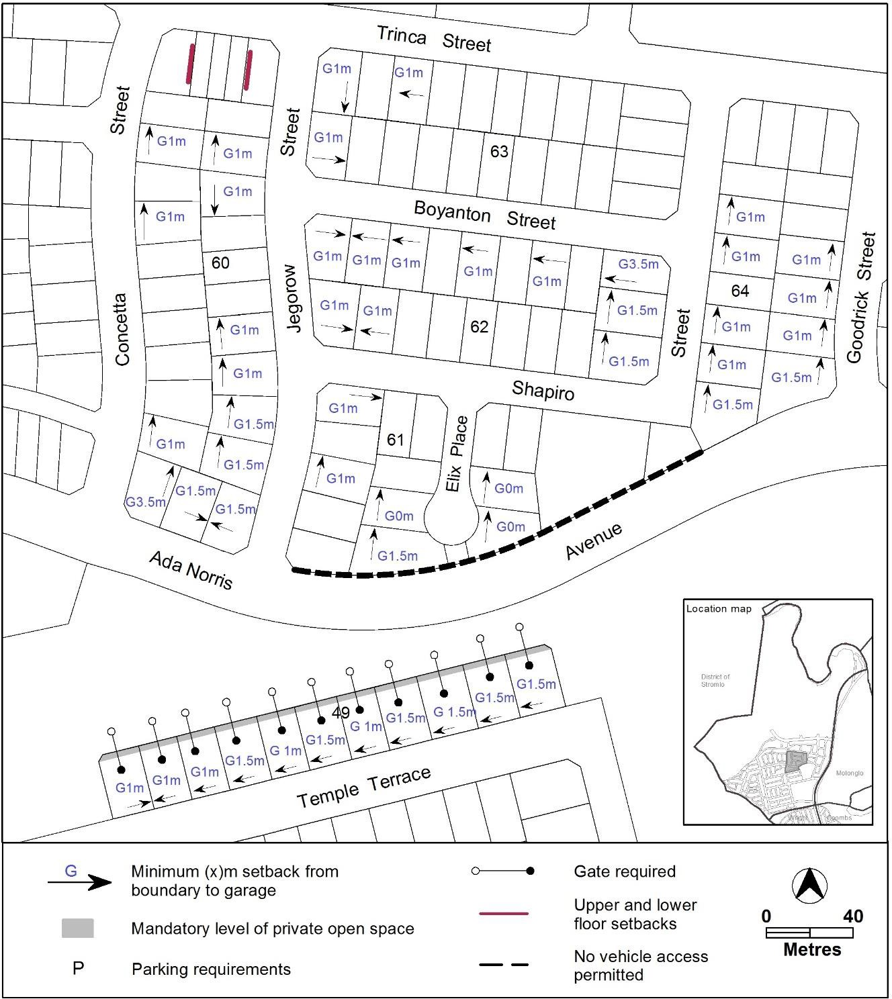 Trinca Street
Street
Street
G1m
G1m
G1m
G1m
G1m
G1m
G1m
63
Boyanton Street
G1m
G1m
G1m
G1m
G1m
G3.5m
60
G1m
G1m
G1m
G1m
64
G1m
Street
Goodrick
Jegorow
Concetta
G1m
G1m
G1.5m
62
G1m
G1m
G1m
G1m
G1.5m
Street
G1m
G1.5m
G1.5m
Shapiro
G1m
G1.5m
61
G1m
G1.5m
Elix Place
G1m
G0m
G3.5m
G1.5m
G1.5m
G0m
G0m
G1.5m
Ada Norris
Avenue
Location map
District of
Stromlo
Molonglo
Wright
Coombs
49
G1m
G1m
G1m
G1.5m
G 1m
G1.5m
G 1m
G1.5m
G 1.5m
G1.5m
G1.5m
Temple Terrace
G
Minimum (x)m setback from
boundary to garage
Mandatory level of private open space
P
Parking requirements
Gate required
Upper and lower
floor setbacks
No vehicle access
permitted
0
40
Metres